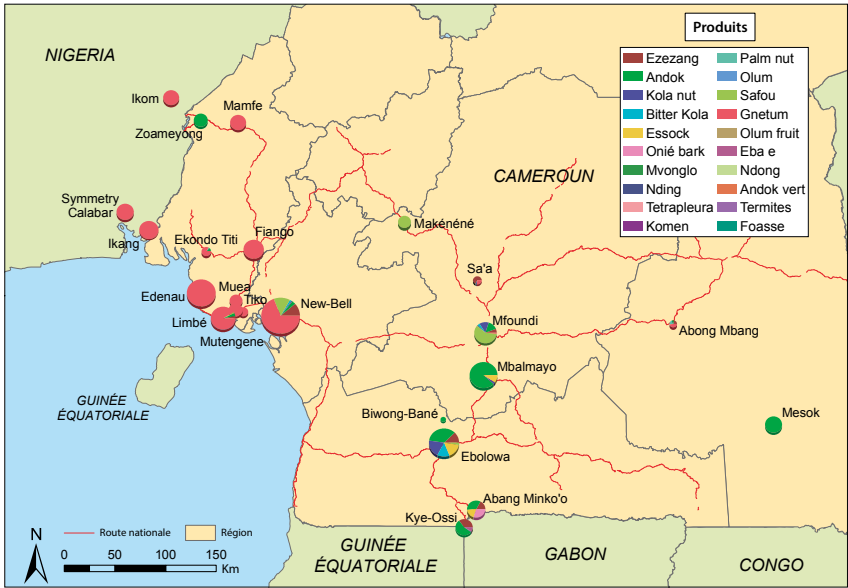 Produits
Ezezang
Andok
Kola nut
Bitter Kola
Essock
Onié bark
Mvonglo
Nding
Tetrapleura
Komen
Palm nut
Olum
Safou
Gnetum
Olum fruit
Eba e
Ndong
Andok vert
Termites
Foasse
NIGERIA
Ikom
Mamfe
Zoameyong
CAMEROUN
Symmetry
Calabar
Ikang
Ekondo Titi
Fiango
Makénéné
Sa'a
Edenau
Muea
Tiko
New-Bell
Limbé
Mutengene
Mfoundi
Abong Mbang
Mbalmayo
GUINÉE
ÉQUATORIALE
Biwong-Bané
Mesok
Ebolowa
Abang Minko'o
Kye-Ossi
N
Route nationale
Région
0 50 100 150
Km
GUINÉE
ÉQUATORIALE
GABON
CONGO